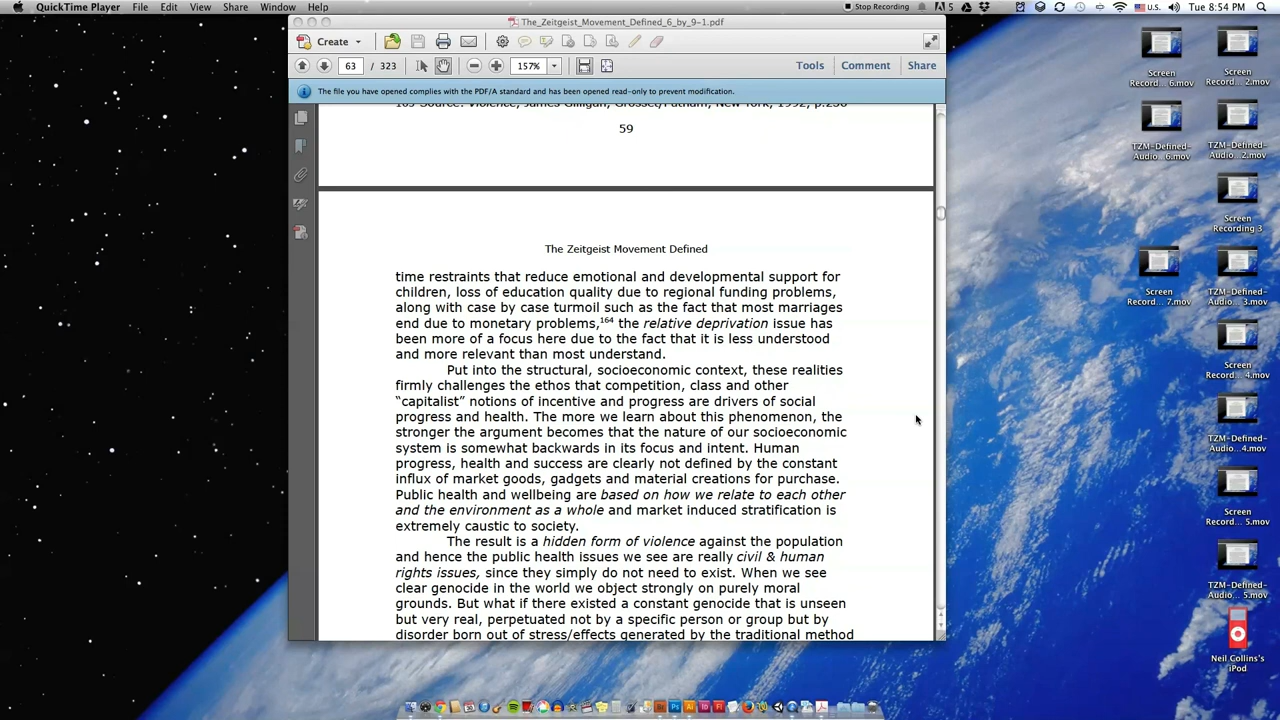 QuickTime Player File Edit View Share Window Help
Stop Recording 5 U.S. Tue 8:54 PM
The_Zeitgeist_Movement_Defined_6_by_9-1.pdf
Create
63 / 323 157% Tools Comment Share
The file you have opened complies with the PDF/A standard and has been opened read-only to prevent modification.
59
The Zeitgeist Movement Defined
time restraints that reduce emotional and developmental support for
children, loss of education quality due to regional funding problems,
along with case by case turmoil such as the fact that most marriages
end due to monetary problems,164 the relative deprivation issue has
been more of a focus here due to the fact that it is less understood
and more relevant than most understand.
Put into the structural, socioeconomic context, these realities
firmly challenges the ethos that competition, class and other
“capitalist” notions of incentive and progress are drivers of social
progress and health. The more we learn about this phenomenon, the
stronger the argument becomes that the nature of our socioeconomic
system is somewhat backwards in its focus and intent. Human
progress, health and success are clearly not defined by the constant
influx of market goods, gadgets and material creations for purchase.
Public health and wellbeing are based on how we relate to each other
and the environment as a whole and market induced stratification is
extremely caustic to society.
The result is a hidden form of violence against the population
and hence the public health issues we see are really civil & human
rights issues, since they simply do not need to exist. When we see
clear genocide in the world we object strongly on purely moral
grounds. But what if there existed a constant genocide that is unseen
but very real, perpetuated not by a specific person or group but by
disorder born out of stress/effects generated by the traditional method
Screen
Record... 6.mov
Screen
Record... 2.mov
TZM-Defined-
Audio... 6.mov
TZM-Defined-
Audio... 2.mov
Screen
Recording 3
Screen
Record... 7.mov
TZM-Defined-
Audio... 3.mov
Screen
Record... 4.mov
TZM-Defined-
Audio... 4.mov
Screen
Record... 5.mov
TZM-Defined-
Audio... 5.mov
Neil Collins's
iPod